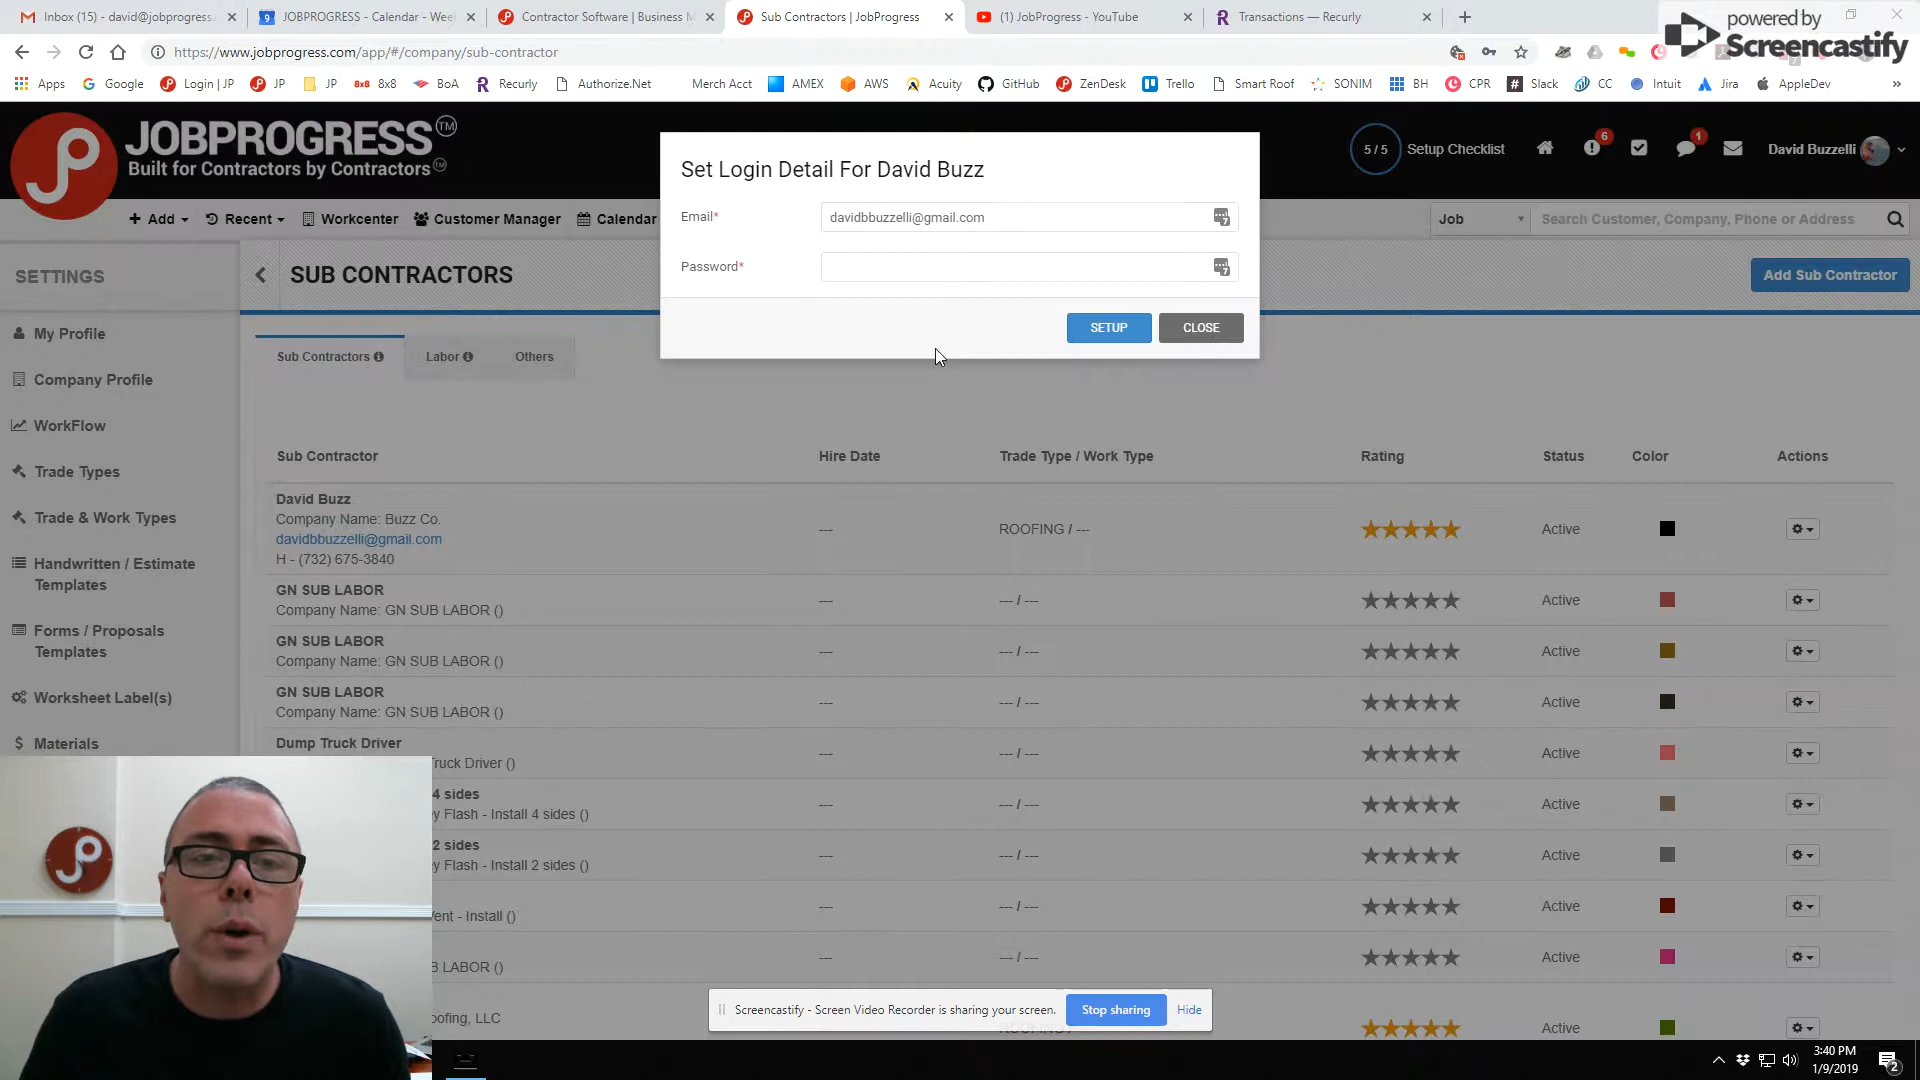 Inbox (15) - david@jobprogress.
JOBPROGRESS - Calendar - Wee
Contractor Software | Business M
Sub Contractors | JobProgress
(1) JobProgress - YouTube
Transactions — Recurly
powered by
Screencastify
https://www.jobprogress.com/app/#/company/sub-contractor
Apps
Google
Login | JP
JP
JP
8x8
BoA
Recurly
Authorize.Net
Merch Acct
AMEX
AWS
Acuity
GitHub
ZenDesk
Trello
Smart Roof
SONIM
BH
CPR
Slack
CC
Intuit
Jira
AppleDev
JOBPROGRESS TM
Built for Contractors by Contractors
5 / 5
Setup Checklist
6
1
David Buzzelli
Add
Recent
Workcenter
Customer Manager
Calendar
Job
Search Customer, Company, Phone or Address
Set Login Detail For David Buzz
Email*
davidbbuzzelli@gmail.com
Password*
SETUP
CLOSE
SETTINGS
My Profile
Company Profile
WorkFlow
Trade Types
Trade & Work Types
Handwritten / Estimate
Templates
Forms / Proposals
Templates
Worksheet Label(s)
Materials
SUB CONTRACTORS
Add Sub Contractor
Sub Contractors
Labor
Others
Sub Contractor
Hire Date
Trade Type / Work Type
Rating
Status
Color
Actions
David Buzz
Company Name: Buzz Co.
davidbbuzzelli@gmail.com
H - (732) 675-3840
---
ROOFING / ---
Active
GN SUB LABOR
Company Name: GN SUB LABOR ()
---
--- / ---
Active
GN SUB LABOR
Company Name: GN SUB LABOR ()
---
--- / ---
Active
GN SUB LABOR
Company Name: GN SUB LABOR ()
---
--- / ---
Active
Dump Truck Driver
Truck Driver ()
---
--- / ---
Active
4 sides
ey Flash - Install 4 sides ()
---
--- / ---
Active
2 sides
ey Flash - Install 2 sides ()
---
--- / ---
Active
Vent - Install ()
---
--- / ---
Active
B LABOR ()
---
--- / ---
Active
oofing, LLC
ROOFING /
Active
Screencastify - Screen Video Recorder is sharing your screen.
Stop sharing
Hide
3:40 PM
1/9/2019
2